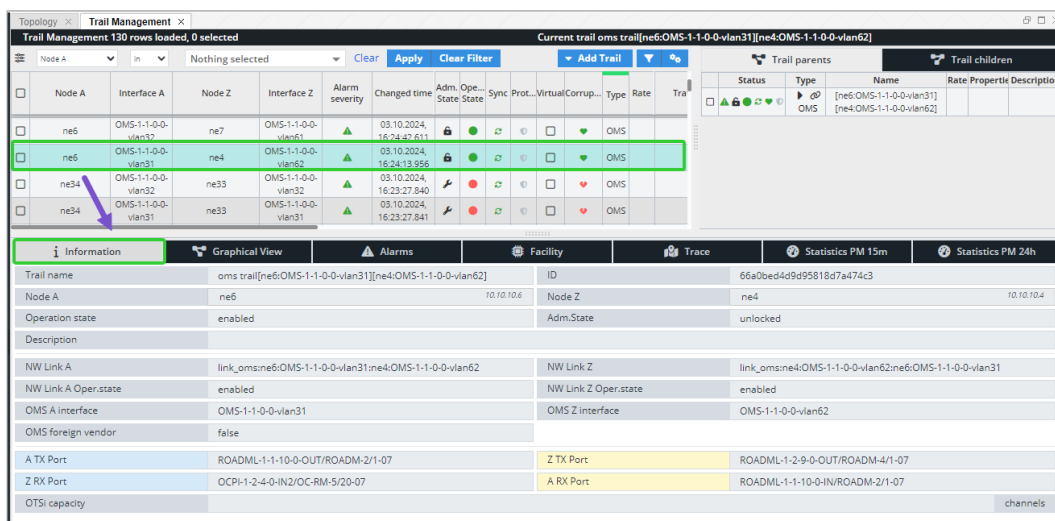 Topology × Trail Management ×
Trail Management 130 rows loaded, 0 selected Current trail oms trail[ne6:OMS-1-1-0-0-vlan31][ne4:OMS-1-1-0-0-vlan62]
Node A in Nothing selected Clear Apply Clear Filter Add Trail Trail parents Trail children
Node A Interface A Node Z Interface Z Alarm severity Changed time Adm. State Ope... State Sync Prot... Virtual Corrup... Type Rate Tra
Status Type Name Rate Propertie Descriptio
OMS [ne6:OMS-1-1-0-0-vlan31] [ne4:OMS-1-1-0-0-vlan62]
ne6 OMS-1-1-0-0-vlan32 ne7 OMS-1-1-0-0-vlan61 03.10.2024, 16:24:42.611 OMS
ne6 OMS-1-1-0-0-vlan31 ne4 OMS-1-1-0-0-vlan62 03.10.2024, 16:24:13.956 OMS
ne34 OMS-1-1-0-0-vlan32 ne33 OMS-1-1-0-0-vlan32 03.10.2024, 16:23:27.840 OMS
ne34 OMS-1-1-0-0-vlan31 ne33 OMS-1-1-0-0-vlan31 03.10.2024, 16:23:27.841 OMS
Information Graphical View Alarms Facility Trace Statistics PM 15m Statistics PM 24h
Trail name oms trail[ne6:OMS-1-1-0-0-vlan31][ne4:OMS-1-1-0-0-vlan62] ID 66a0bed4d9d95818d7a474c3
Node A ne6 10.10.10.6 Node Z ne4 10.10.10.4
Operation state enabled Adm.State unlocked
Description
NW Link A link_oms:ne6:OMS-1-1-0-0-vlan31:ne4:OMS-1-1-0-0-vlan62 NW Link Z link_oms:ne4:OMS-1-1-0-0-vlan62:ne6:OMS-1-1-0-0-vlan31
NW Link A Oper.state enabled NW Link Z Oper.state enabled
OMS A interface OMS-1-1-0-0-vlan31 OMS Z interface OMS-1-1-0-0-vlan62
OMS foreign vendor false
A TX Port ROADML-1-1-10-0-OUT/ROADM-2/1-07 Z TX Port ROADML-1-2-9-0-OUT/ROADM-4/1-07
Z RX Port OCPI-1-2-4-0-IN2/OC-RM-5/20-07 A RX Port ROADML-1-1-10-0-IN/ROADM-2/1-07
OTSi capacity channels